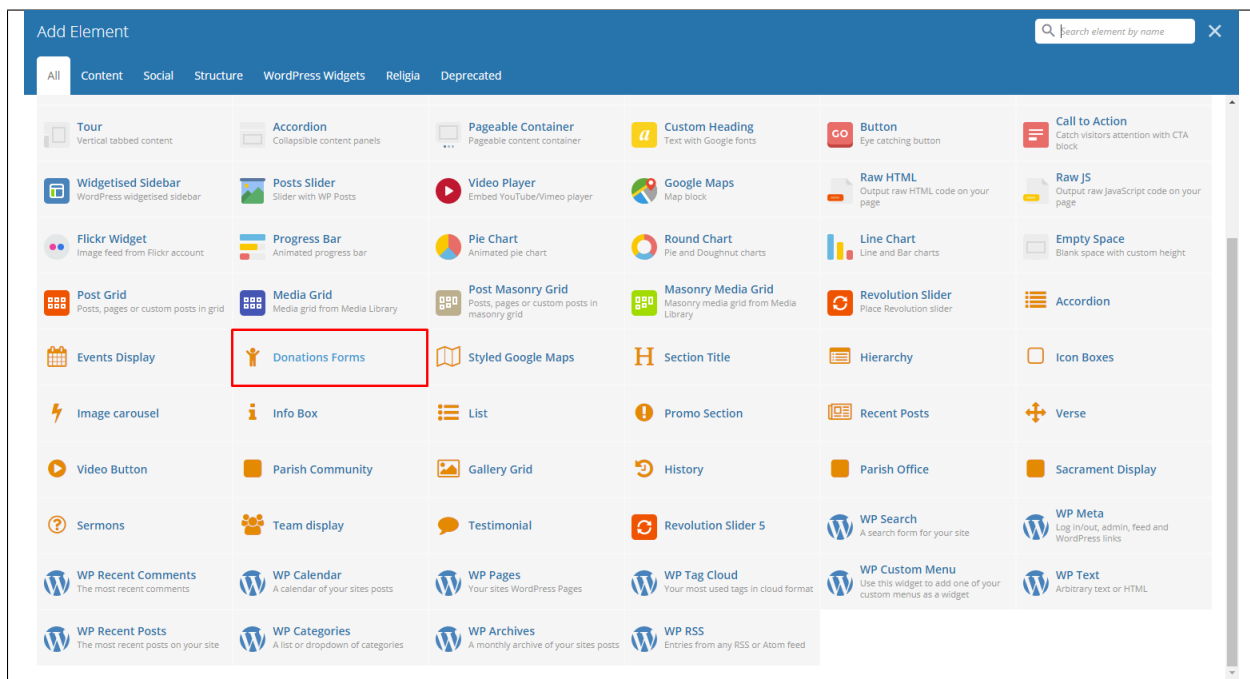 Add Element
Search element by name
All Content Social Structure WordPress Widgets Religia Deprecated
Tour
Vertical tabbed content
Accordion
Collapsible content panels
Pageable Container
Pageable content container
Custom Heading
Text with Google fonts
GO
Button
Eye catching button
Call to Action
Catch visitors attention with CTA
block
Widgetised Sidebar
WordPress widgetised sidebar
Posts Slider
Slider with WP Posts
Video Player
Embed YouTube/Vimeo player
Google Maps
Map block
Raw HTML
Output raw HTML code on your
page
Raw JS
Output raw JavaScript code on your
page
Flickr Widget
Image feed from Flickr account
Progress Bar
Animated progress bar
Pie Chart
Animated pie chart
Round Chart
Pie and Doughnut charts
Line Chart
Line and Bar charts
Empty Space
Blank space with custom height
Post Grid
Posts, pages or custom posts in grid
Media Grid
Media grid from Media Library
Post Masonry Grid
Posts, pages or custom posts in
masonry grid
Masonry Media Grid
Masonry media grid from Media
Library
Revolution Slider
Place Revolution slider
Accordion
Events Display
Donations Forms
Styled Google Maps
H Section Title
Hierarchy
Icon Boxes
Image carousel
Info Box
List
Promo Section
Recent Posts
Verse
Video Button
Parish Community
Gallery Grid
History
Parish Office
Sacrament Display
Sermons
Team display
Testimonial
Revolution Slider 5
WP Search
A search form for your site
WP Meta
Log in/out, admin, feed and
WordPress links
WP Recent Comments
The most recent comments
WP Calendar
A calendar of your sites posts
WP Pages
Your sites WordPress Pages
WP Tag Cloud
Your most used tags in cloud format
WP Custom Menu
Use this widget to add one of your
custom menus as a widget
WP Text
Arbitrary text or HTML
WP Recent Posts
The most recent posts on your site
WP Categories
A list or dropdown of categories
WP Archives
A monthly archive of your sites posts
WP RSS
Entries from any RSS or Atom feed